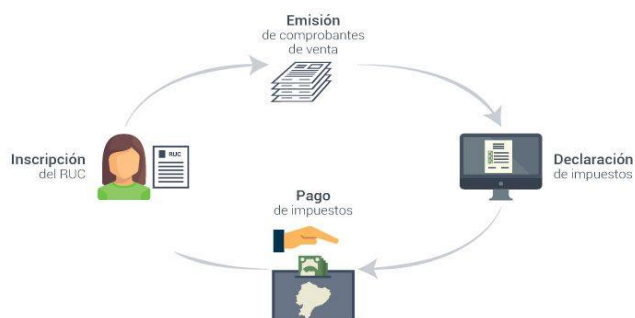 Emisión
de comprobantes
de venta
Inscripción
del RUC
RUC
Declaración
de impuestos
Pago
de impuestos